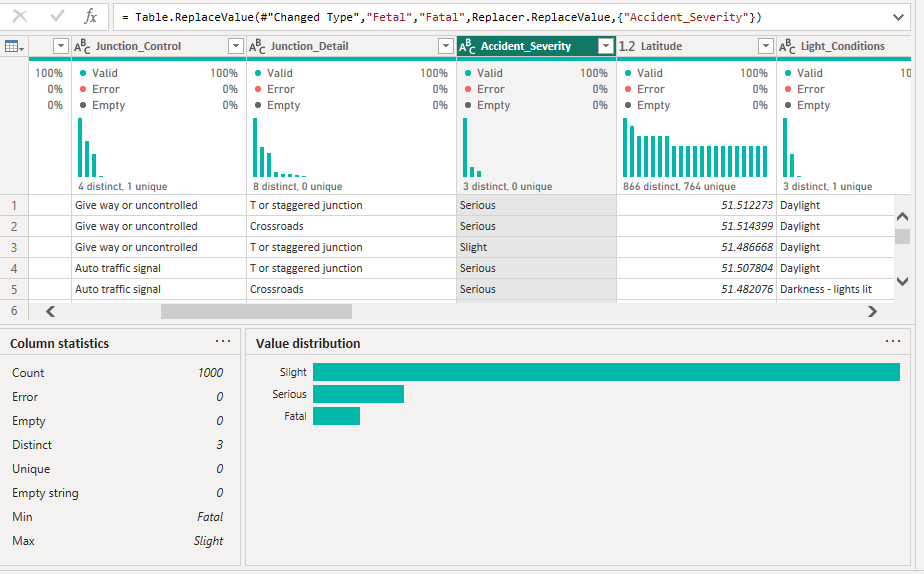 fx = Table.ReplaceValue(#"Changed Type","Fetal","Fatal",Replacer.ReplaceValue,{"Accident_Severity"})
ABC Junction_Control ABC Junction_Detail ABC Accident_Severity 1.2 Latitude ABC Light_Conditions
100% Valid 100% Valid 100% Valid 100% Valid 100% Valid 10
0% Error 0% Error 0% Error 0% Error 0% Error
0% Empty 0% Empty 0% Empty 0% Empty 0% Empty
4 distinct, 1 unique 8 distinct, 0 unique 3 distinct, 0 unique 866 distinct, 764 unique 3 distinct, 1 unique
1 Give way or uncontrolled T or staggered junction Serious 51.512273 Daylight
2 Give way or uncontrolled Crossroads Serious 51.514399 Daylight
3 Give way or uncontrolled T or staggered junction Slight 51.486668 Daylight
4 Auto traffic signal T or staggered junction Serious 51.507804 Daylight
5 Auto traffic signal Crossroads Serious 51.482076 Darkness - lights lit
6
Column statistics ...
Count 1000
Error 0
Empty 0
Distinct 3
Unique 0
Empty string 0
Min Fatal
Max Slight
Value distribution ...
Slight
Serious
Fatal